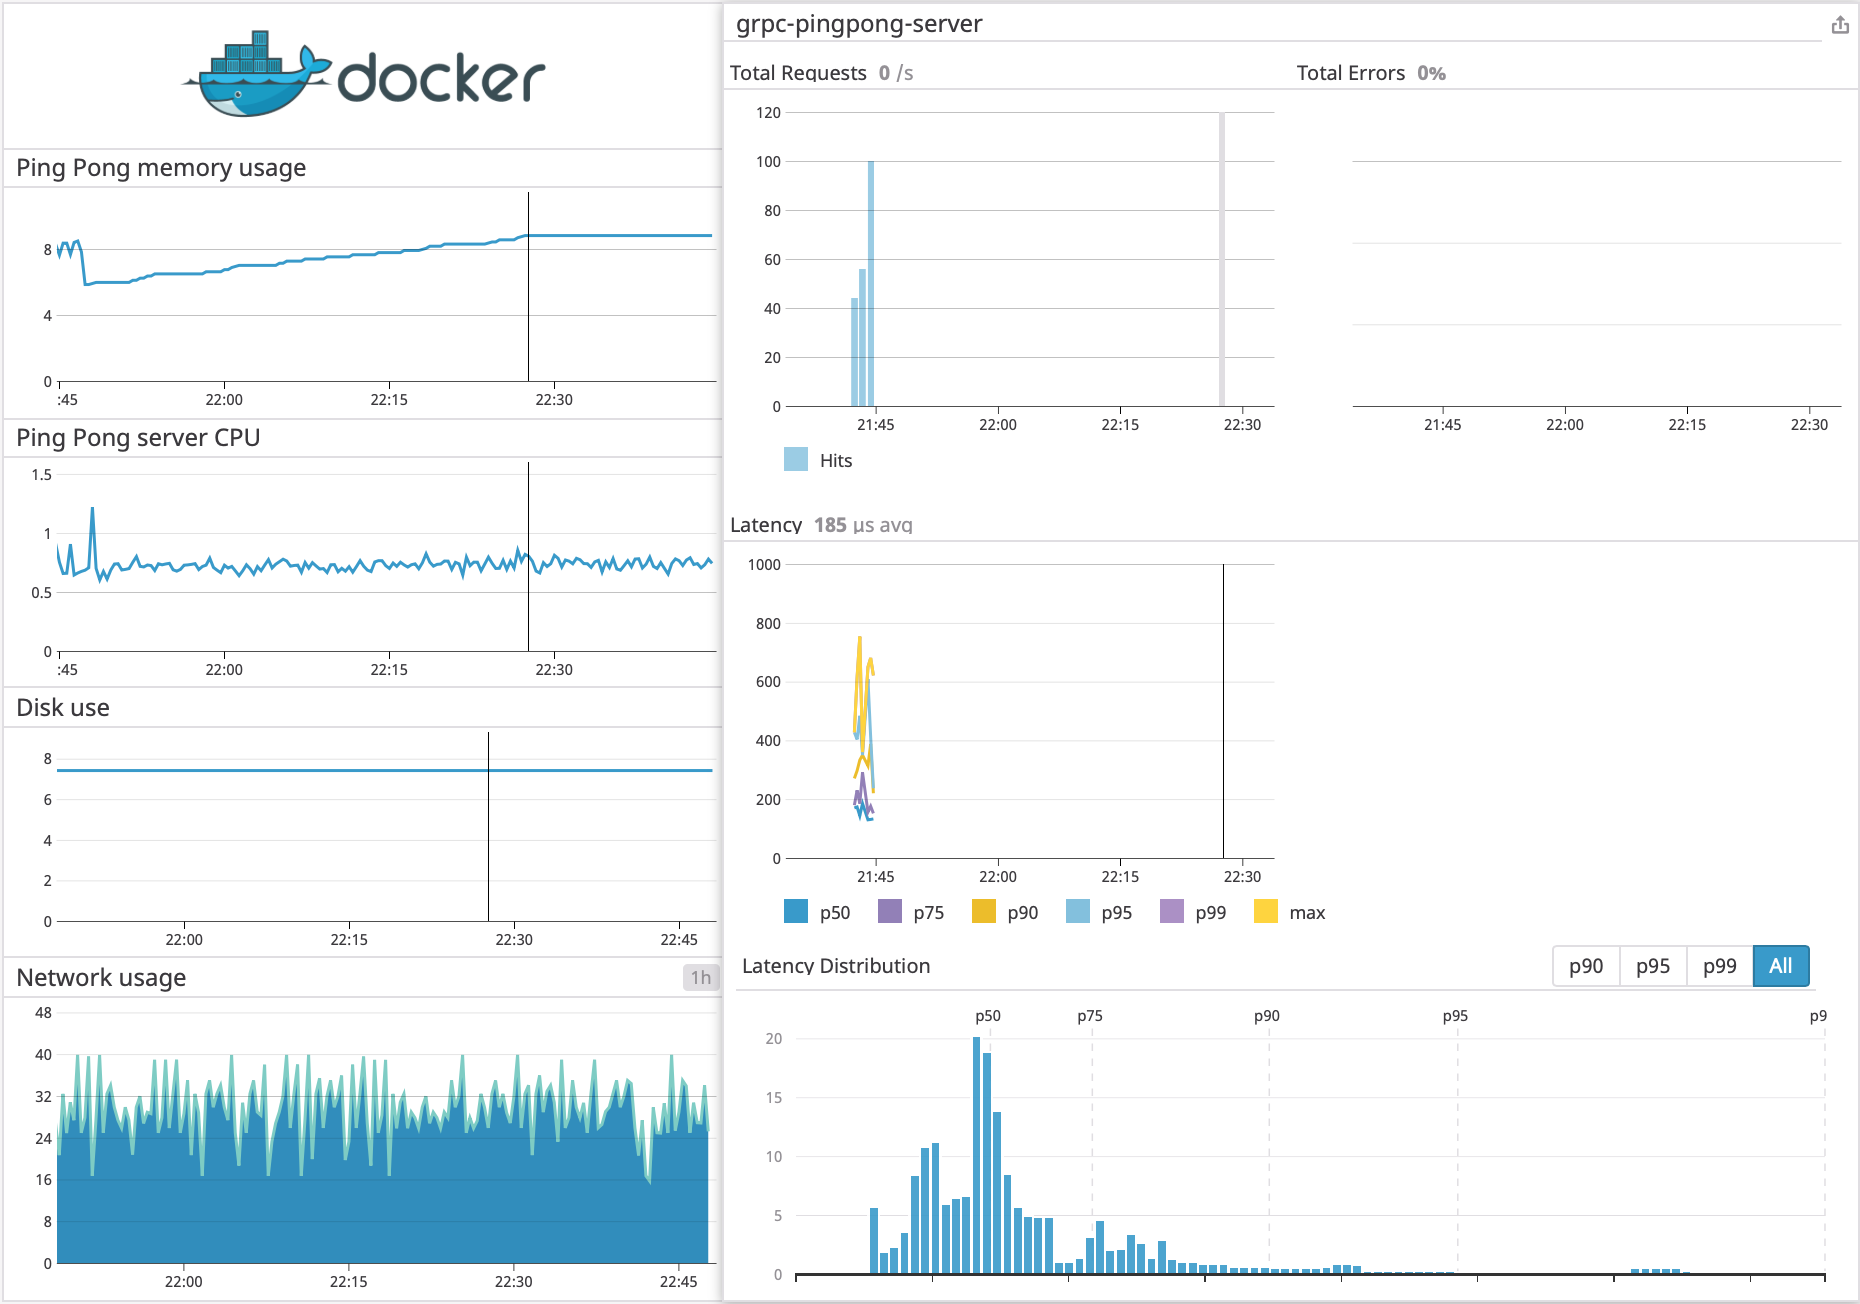 docker
Ping Pong memory usage
8
4
0
:45 22:00 22:15 22:30
Ping Pong server CPU
1.5
1
0.5
0
:45 22:00 22:15 22:30
Disk use
8
6
4
2
0
22:00 22:15 22:30 22:45
Network usage 1h
48
40
32
24
16
8
0
22:00 22:15 22:30 22:45
grpc-pingpong-server
Total Requests 0 /s
120
100
80
60
40
20
0
21:45 22:00 22:15 22:30
Hits
Total Errors 0%
21:45 22:00 22:15 22:30
Latency 185 µs avg
1000
800
600
400
200
0
21:45 22:00 22:15 22:30
p50 p75 p90 p95 p99 max
Latency Distribution p90 p95 p99 All
p50 p75 p90 p95 p9
20
15
10
5
0